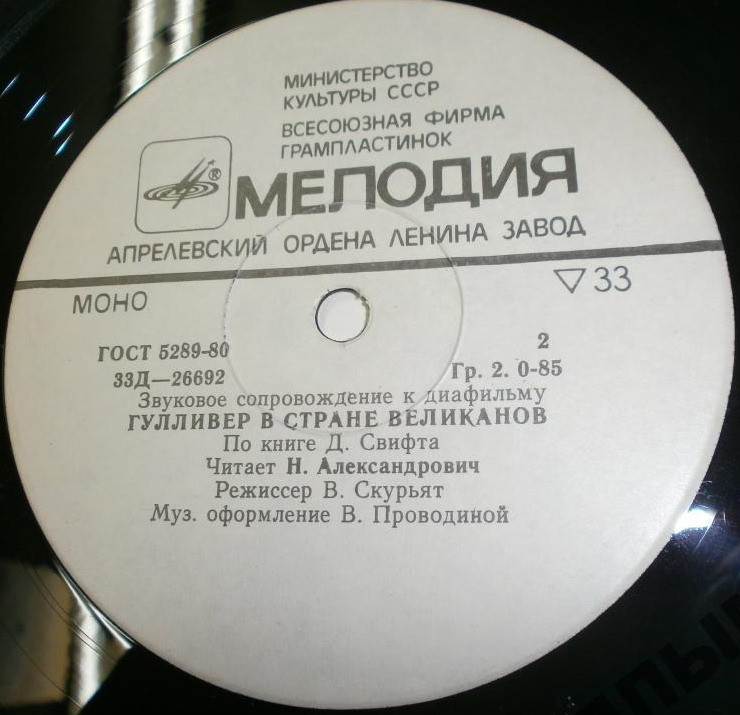 МИНИСТЕРСТВО
КУЛЬТУРЫ СССР
ВСЕСОЮЗНАЯ ФИРМА
ГРАМПЛАСТИНОК
®
МЕЛОДИЯ
АПРЕЛЕВСКИЙ ОРДЕНА ЛЕНИНА ЗАВОД
МОНО ▽33
ГОСТ 5289-80 2
33Д—26692 Гр. 2. 0-85
Звуковое сопровождение к диафильму
ГУЛЛИВЕР В СТРАНЕ ВЕЛИКАНОВ
По книге Д. Свифта
Читает Н. Александрович
Режиссер В. Скурьят
Муз. оформление В. Проводиной